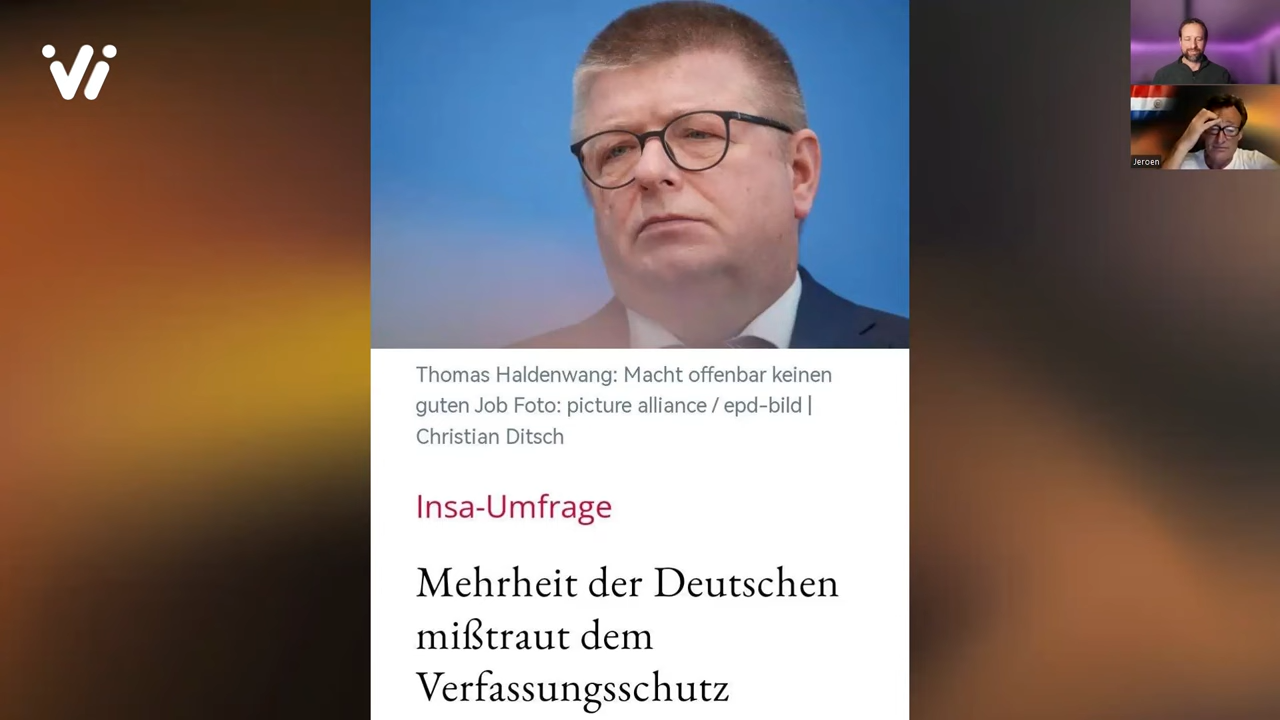 Vi
Jeroen
Thomas Haldenwang: Macht offenbar keinen
guten Job Foto: picture alliance / epd-bild |
Christian Ditsch
Insa-Umfrage
Mehrheit der Deutschen
mißtraut dem
Verfassungsschutz